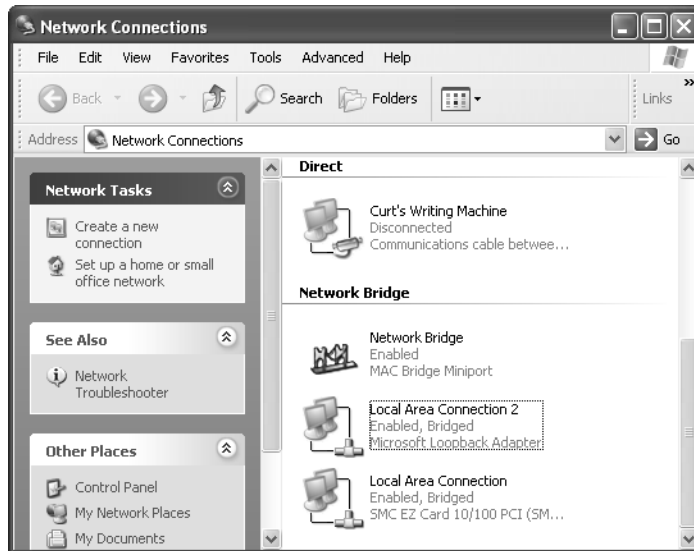 Network Connections
File Edit View Favorites Tools Advanced Help
Back Search Folders Links »
Address Network Connections Go
Network Tasks
Create a new
connection
Set up a home or small
office network
See Also
Network
Troubleshooter
Other Places
Control Panel
My Network Places
My Documents
Direct
Curt's Writing Machine
Disconnected
Communications cable betwee...
Network Bridge
Network Bridge
Enabled
MAC Bridge Miniport
Local Area Connection 2
Enabled, Bridged
Microsoft Loopback Adapter
Local Area Connection
Enabled, Bridged
SMC EZ Card 10/100 PCI (SM...